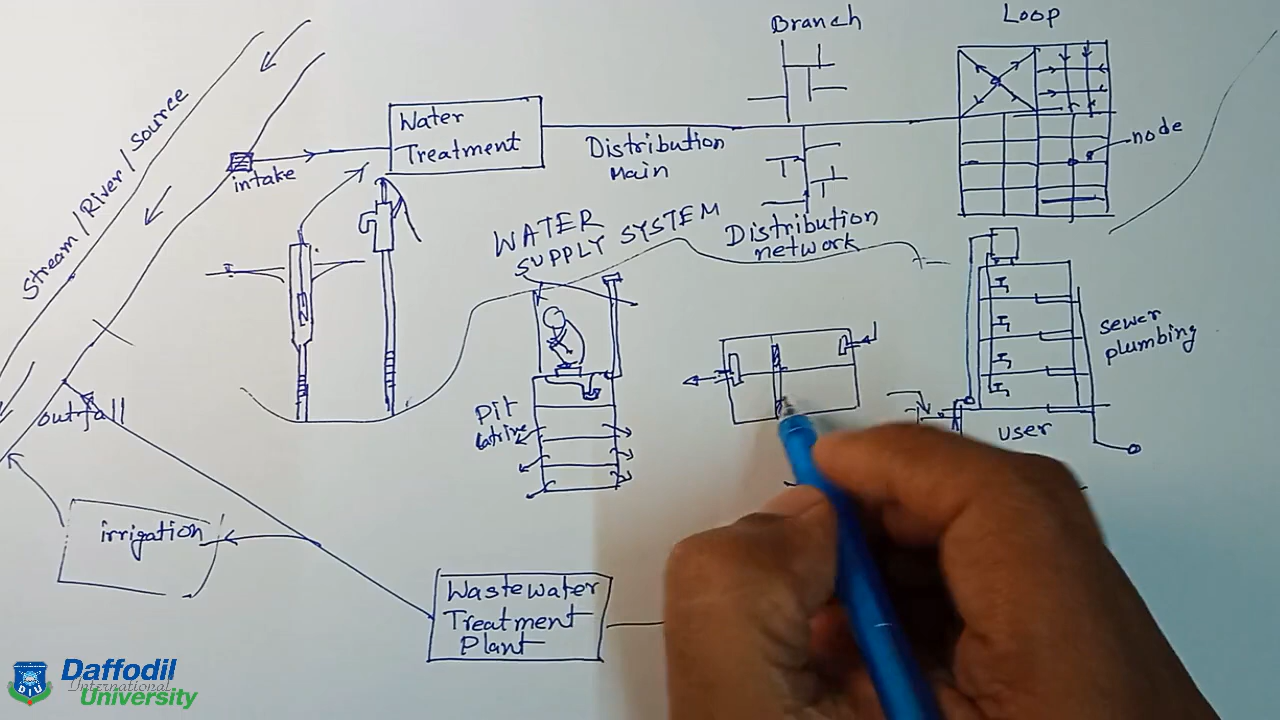 Branch
Loop
Stream/River/Source
Water
Treatment
intake
Distribution
Main
node
WATER
SUPPLY SYSTEM
Distribution
network
sewer
plumbing
Pit
Latrine
user
outfall
irrigation
Wastewater
Treatment
Plant
DIU
Daffodil
International
University